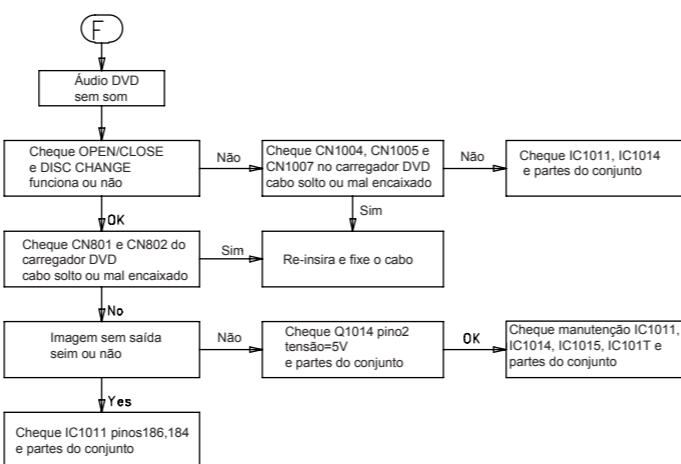 F
Áudio DVD
sem som
Cheque OPEN/CLOSE
e DISC CHANGE
funciona ou não
Não
Cheque CN1004, CN1005 e
CN1007 no carregador DVD
cabo solto ou mal encaixado
Não
Cheque IC1011, IC1014
e partes do conjunto
OK
Sim
Cheque CN801 e CN802 do
carregador DVD
cabo solto ou mal encaixado
Sim
Re-insira e fixe o cabo
No
Imagem sem saída
seim ou não
Não
Cheque Q1014 pino2
tensão=5V
e partes do conjunto
OK
Cheque manutenção IC1011,
IC1014, IC1015, IC101T e
partes do conjunto
Yes
Cheque IC1011 pinos186,184
e partes do conjunto